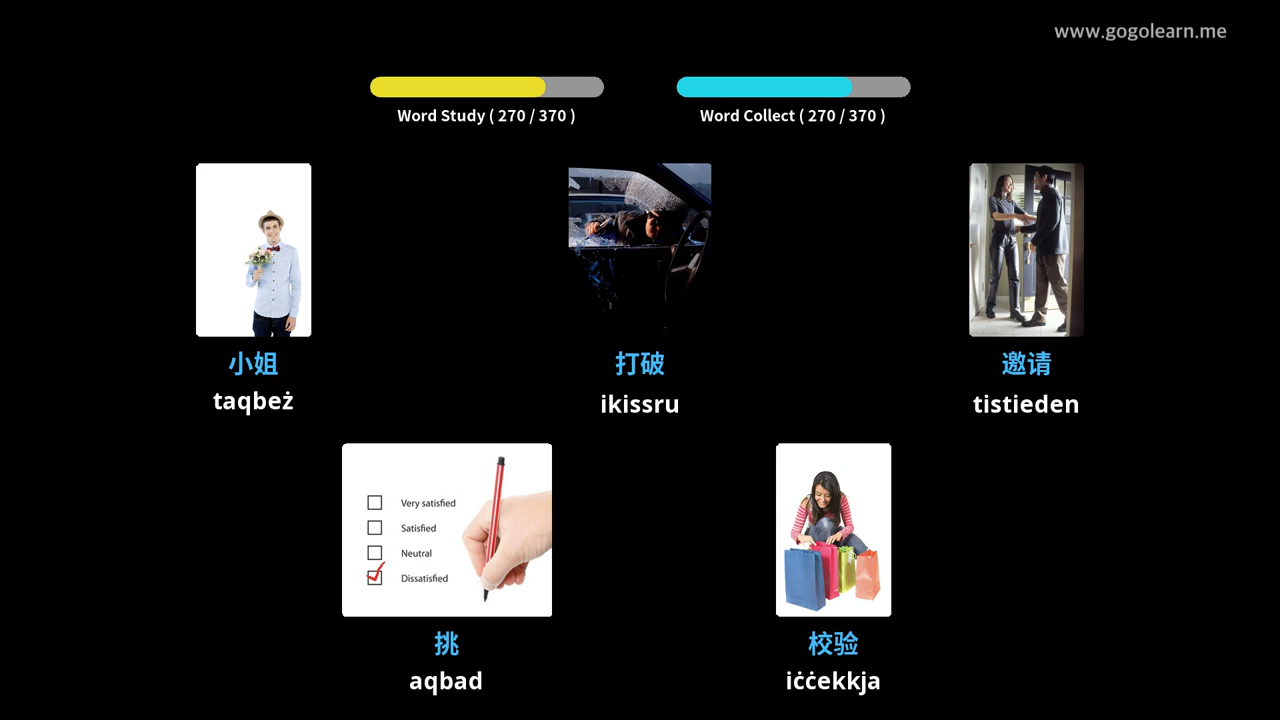 www.gogolearn.me
Word Study ( 270 / 370 )
Word Collect ( 270 / 370 )
小姐
taqbeż
打破
ikissru
邀请
tistieden
Very satisfied
Satisfied
Neutral
Dissatisfied
挑
aqbad
校验
iċċekkja